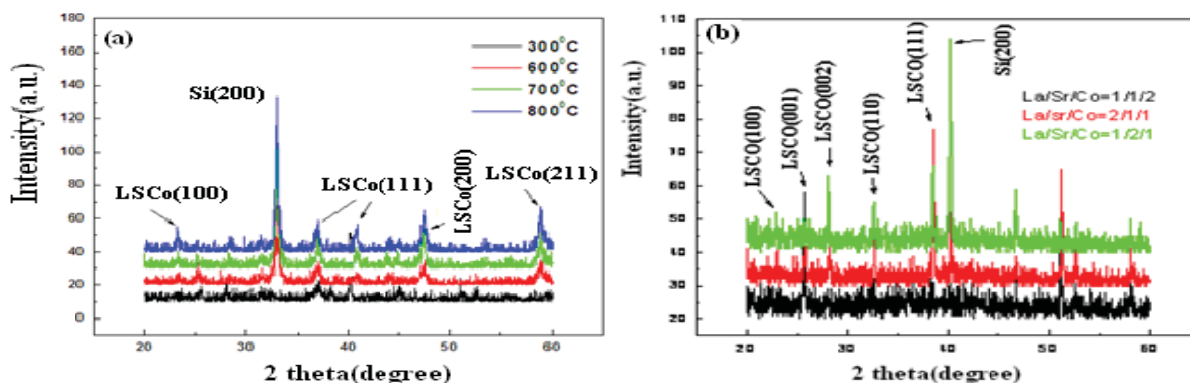 (a)
Intensity(a.u.)
180
160
140
120
100
80
60
40
20
0
20
30
40
50
60
2 theta(degree)
300⁰C
600⁰C
700⁰C
800⁰C
Si(200)
LSCo(100)
LSCo(111)
LSCo(200)
LSCo(211)
(b)
Intensity(a.u.)
110
100
90
80
70
60
50
40
30
20
20
30
40
50
60
2 theta(degree)
LSCO(100)
LSCO(001)
LSCO(002)
LSCO(110)
LSCO(111)
Si(200)
La/Sr/Co=1/1/2
La/sr/Co=2/1/1
La/Sr/Co=1/2/1